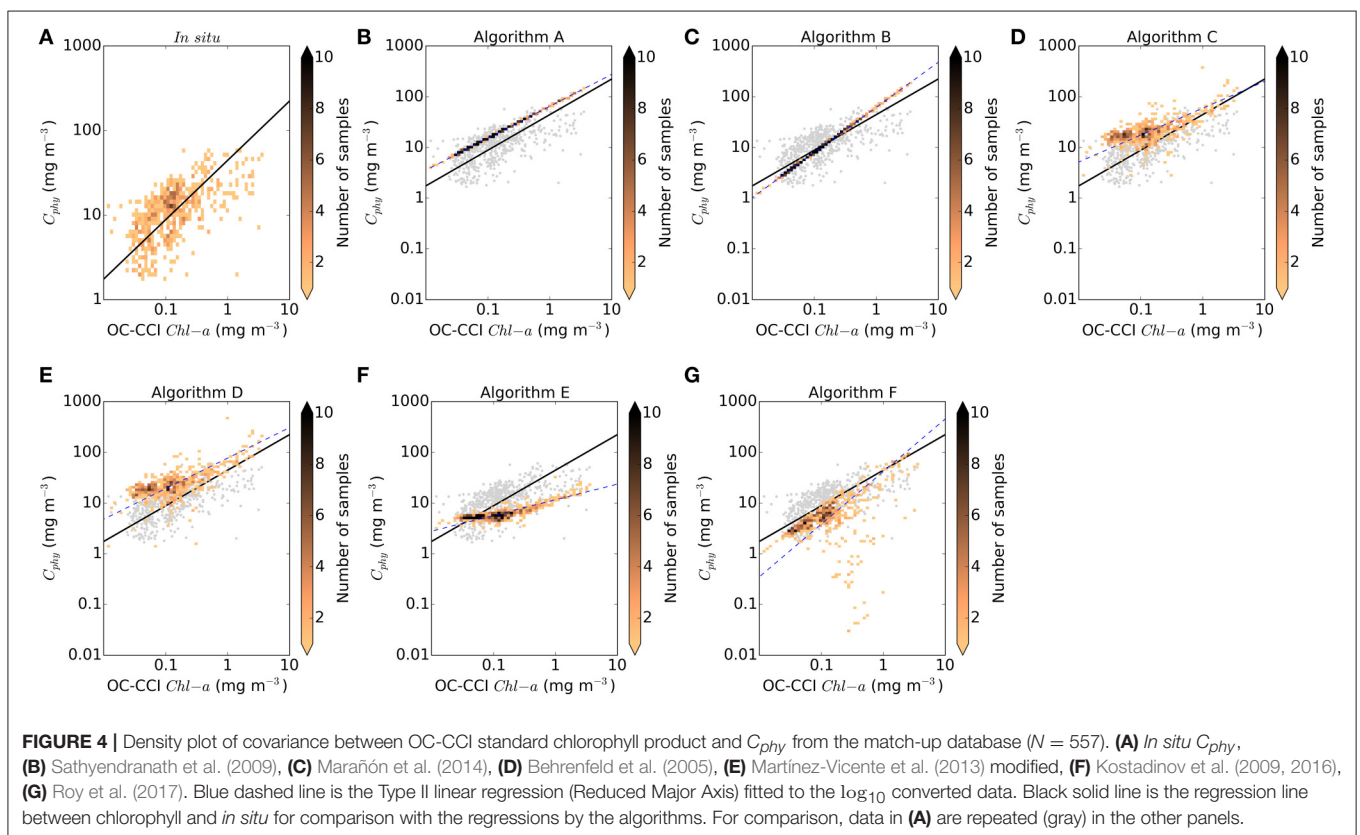 A
In situ
1000
100
10
1
0.1
1
10
C_phy (mg m⁻³)
OC-CCI Chl-a (mg m⁻³)
10
8
6
4
2
Number of samples
B
Algorithm A
1000
100
10
1
0.1
0.01
0.1
1
10
C_phy (mg m⁻³)
OC-CCI Chl-a (mg m⁻³)
10
8
6
4
2
Number of samples
C
Algorithm B
1000
100
10
1
0.1
0.01
0.1
1
10
C_phy (mg m⁻³)
OC-CCI Chl-a (mg m⁻³)
10
8
6
4
2
Number of samples
D
Algorithm C
1000
100
10
1
0.1
0.01
0.1
1
10
C_phy (mg m⁻³)
OC-CCI Chl-a (mg m⁻³)
10
8
6
4
2
Number of samples
E
Algorithm D
1000
100
10
1
0.1
0.01
0.1
1
10
C_phy (mg m⁻³)
OC-CCI Chl-a (mg m⁻³)
10
8
6
4
2
Number of samples
F
Algorithm E
1000
100
10
1
0.1
0.01
0.1
1
10
C_phy (mg m⁻³)
OC-CCI Chl-a (mg m⁻³)
10
8
6
4
2
Number of samples
G
Algorithm F
1000
100
10
1
0.1
0.01
0.1
1
10
C_phy (mg m⁻³)
OC-CCI Chl-a (mg m⁻³)
10
8
6
4
2
Number of samples
FIGURE 4 | Density plot of covariance between OC-CCI standard chlorophyll product and C_phy from the match-up database (N = 557). (A) In situ C_phy,
(B) Sathyendranath et al. (2009), (C) Marañón et al. (2014), (D) Behrenfeld et al. (2005), (E) Martínez-Vicente et al. (2013) modified, (F) Kostadinov et al. (2009, 2016),
(G) Roy et al. (2017). Blue dashed line is the Type II linear regression (Reduced Major Axis) fitted to the log₁₀ converted data. Black solid line is the regression line
between chlorophyll and in situ for comparison with the regressions by the algorithms. For comparison, data in (A) are repeated (gray) in the other panels.